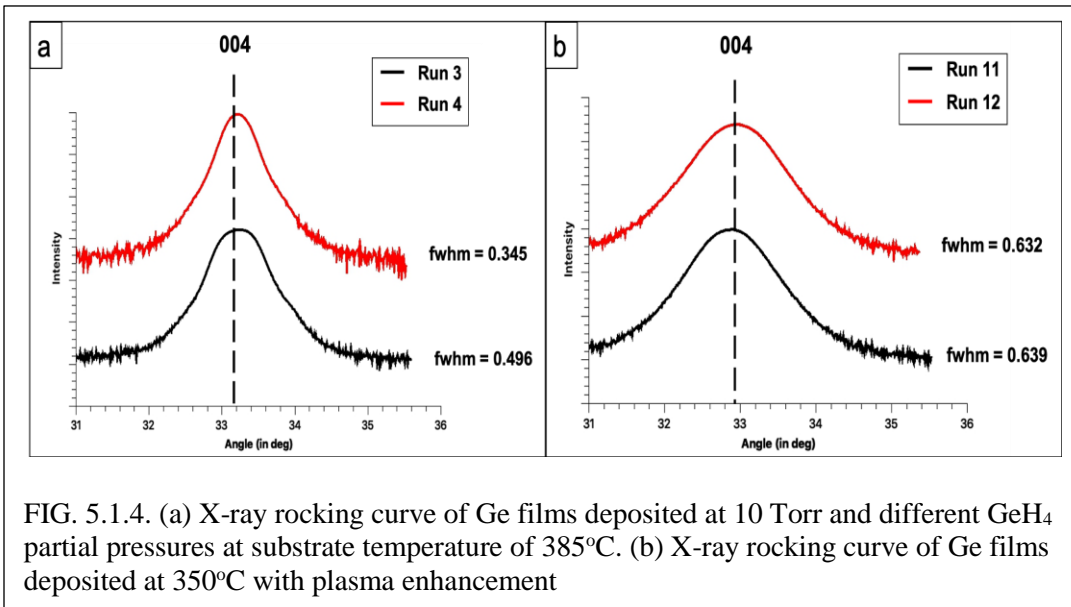 a
004
Run 3
Run 4
Intensity
fwhm = 0.345
fwhm = 0.496
31 32 33 34 35 36
Angle (in deg)
b
004
Run 11
Run 12
Intensity
fwhm = 0.632
fwhm = 0.639
31 32 33 34 35 36
Angle (in deg)
FIG. 5.1.4. (a) X-ray rocking curve of Ge films deposited at 10 Torr and different GeH₄
partial pressures at substrate temperature of 385ᵒC. (b) X-ray rocking curve of Ge films
deposited at 350ᵒC with plasma enhancement